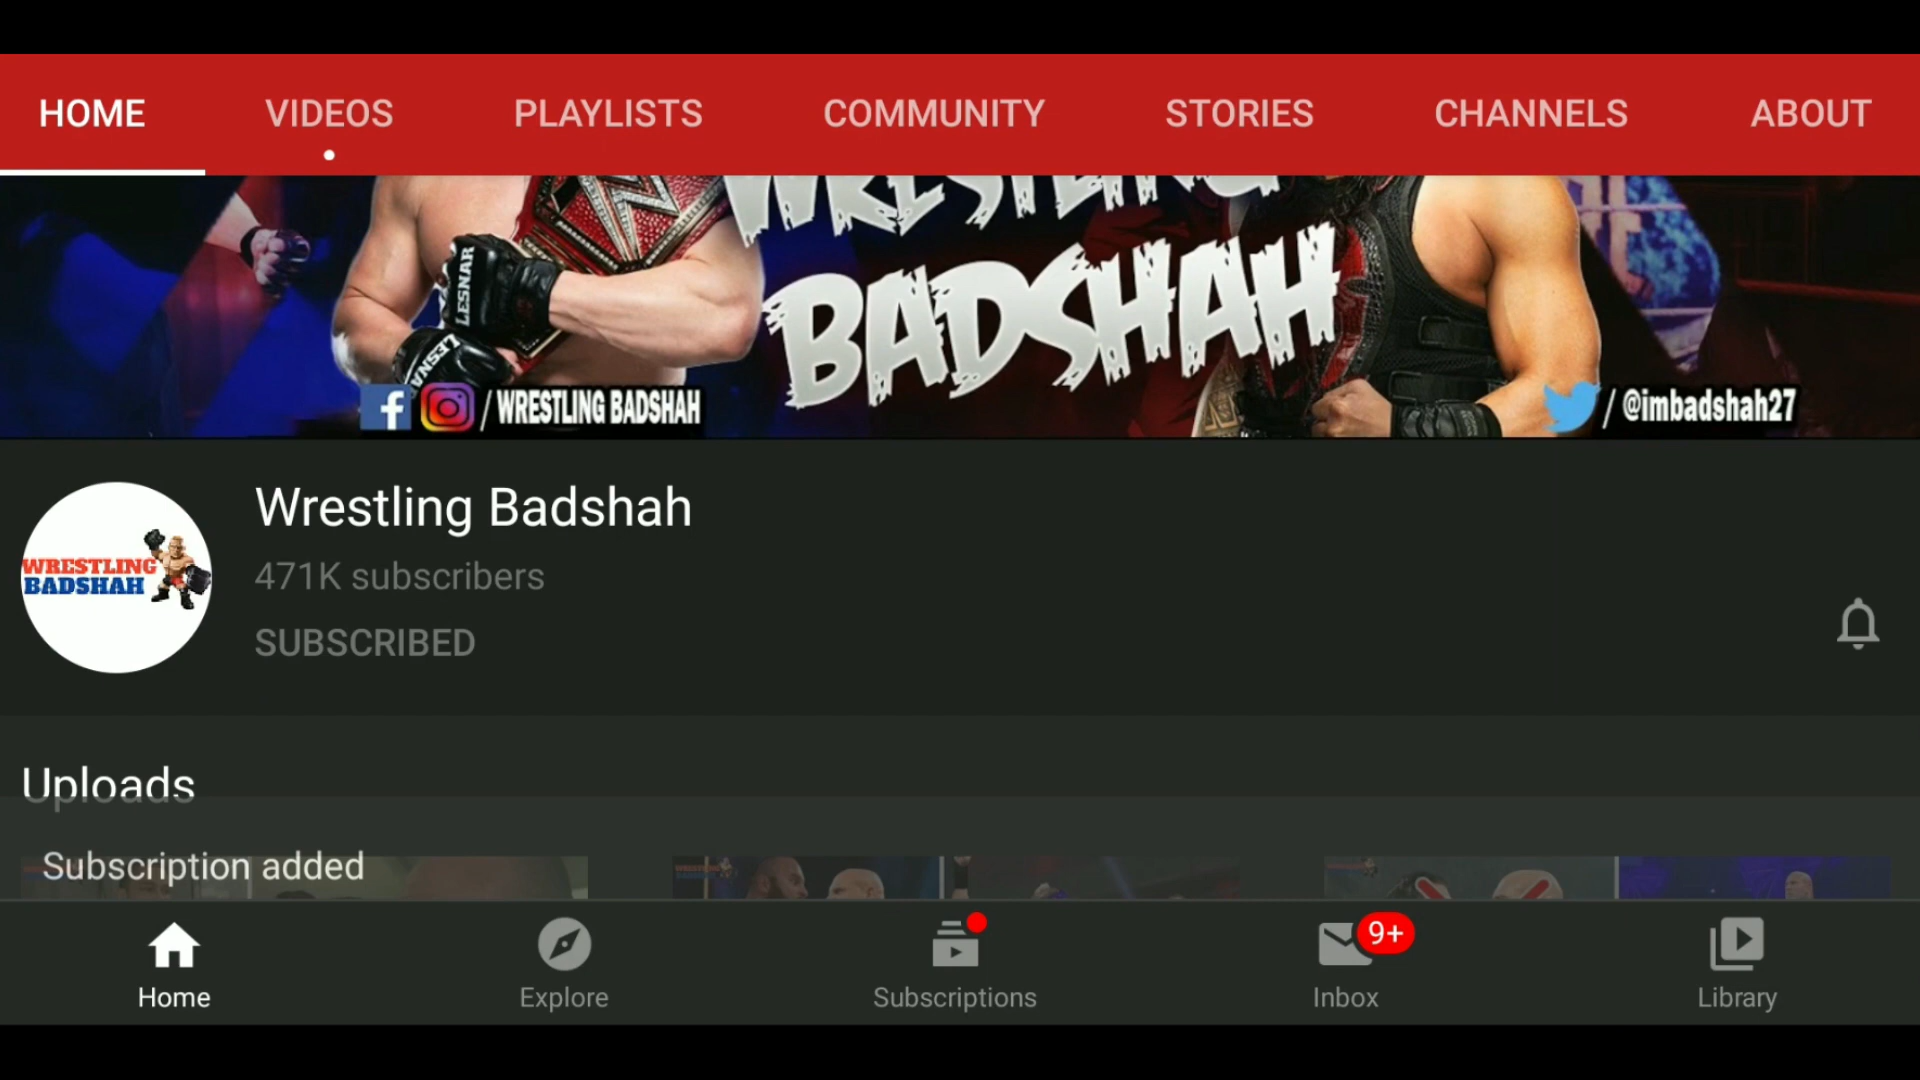 HOME VIDEOS PLAYLISTS COMMUNITY STORIES CHANNELS ABOUT
WRESTLING
BADSHAH
LESNAR
/ WRESTLING BADSHAH
/ @imbadshah27
Wrestling Badshah
WRESTLING
BADSHAH
471K subscribers
SUBSCRIBED
Uploads
Subscription added
9+
Home Explore Subscriptions Inbox Library